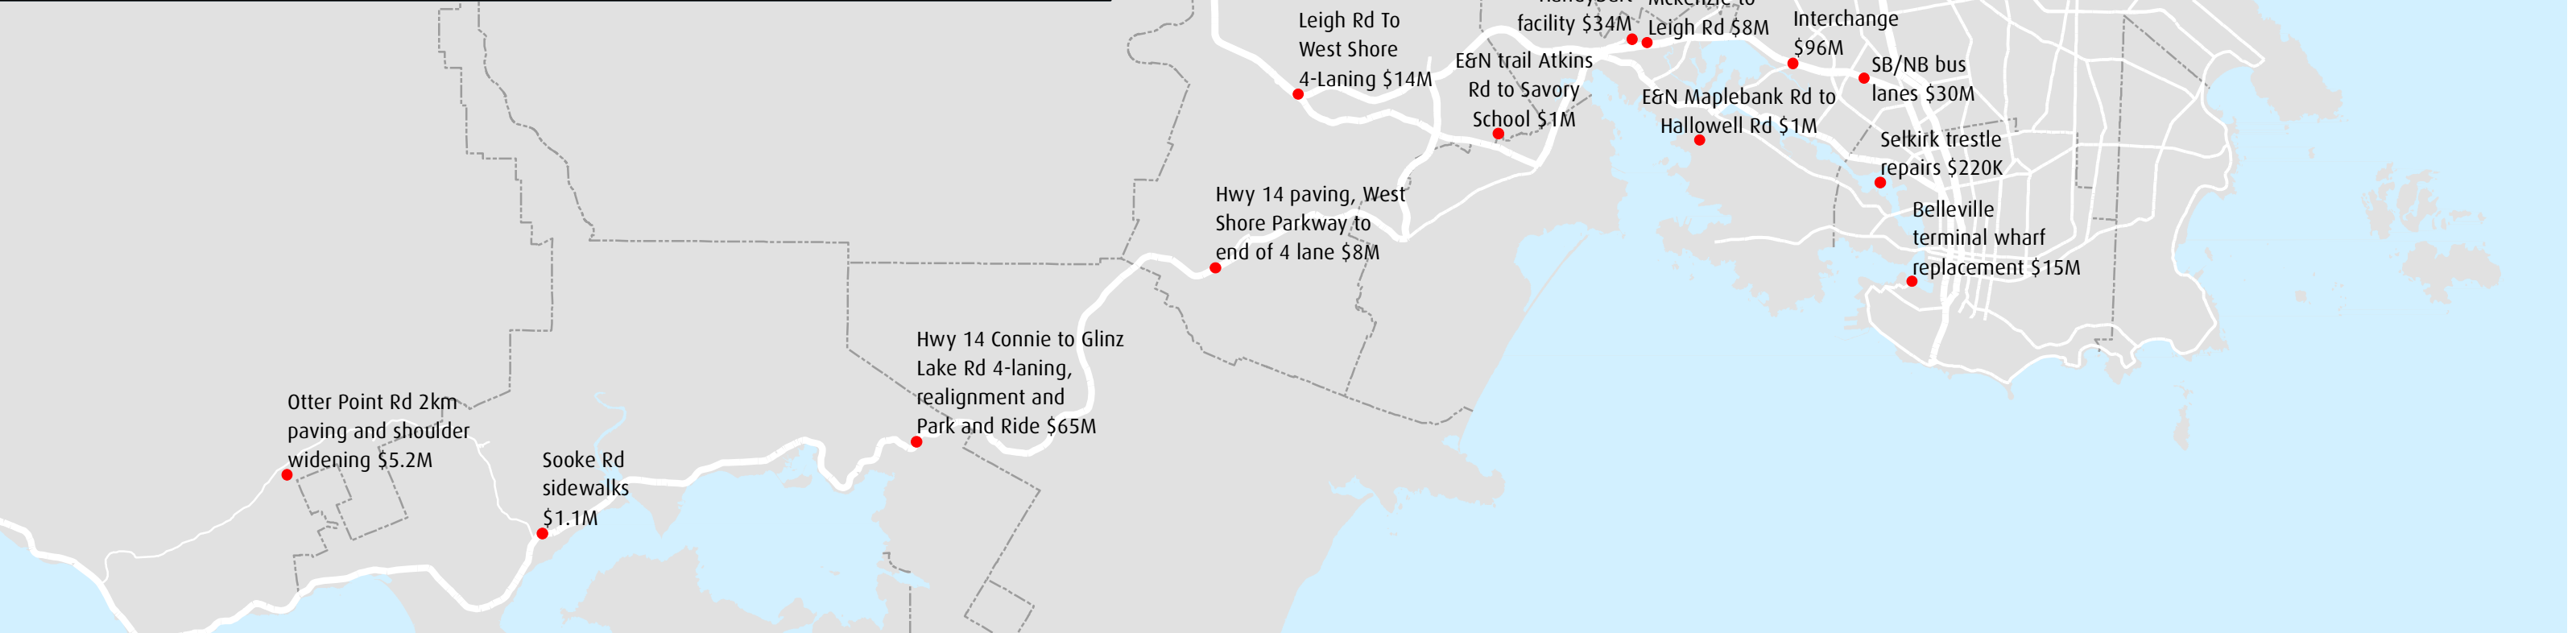 Leigh Rd To
West Shore
4-Laning $14M
facility $34M
Leigh Rd $8M
Interchange
$96M
E&N trail Atkins
Rd to Savory
School $1M
SB/NB bus
lanes $30M
E&N Maplebank Rd to
Hallowell Rd $1M
Selkirk trestle
repairs $220K
Hwy 14 paving, West
Shore Parkway to
end of 4 lane $8M
Belleville
terminal wharf
replacement $15M
Hwy 14 Connie to Glinz
Lake Rd 4-laning,
realignment and
Park and Ride $65M
Otter Point Rd 2km
paving and shoulder
widening $5.2M
Sooke Rd
sidewalks
$1.1M